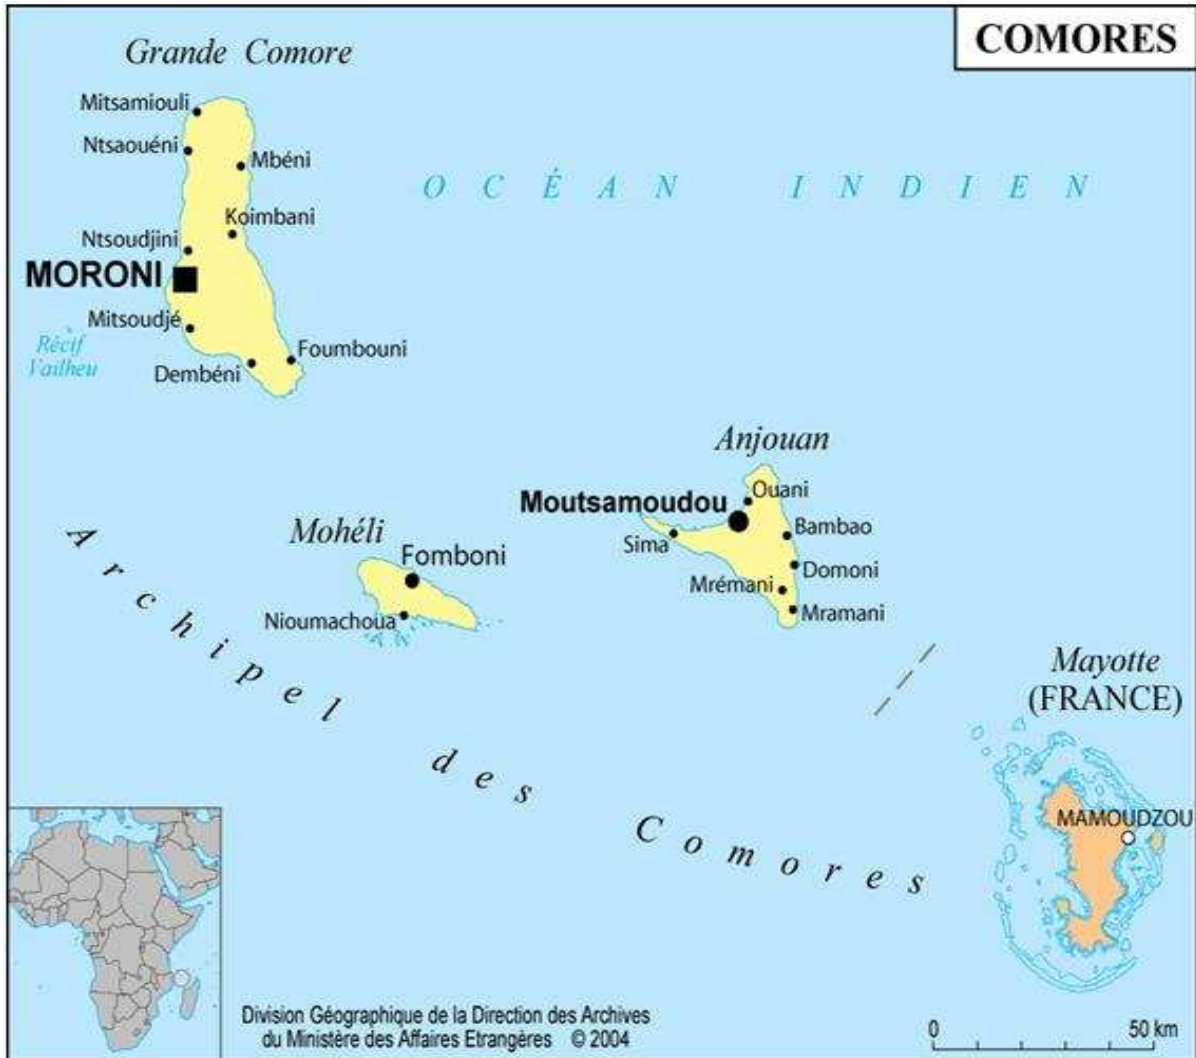 COMORES
Grande Comore
Mitsamiouli
Ntsaouéni
Mbéni
OCÉAN INDIEN
Koimbani
Ntsoudjini
MORONI
Mitsoudjé
Récif
Vailheu
Foumbouni
Dembéni
Anjouan
Ouani
Moutsamoudou
Bambao
Sima
Mohéli
Fomboni
Domoni
Mrémani
Nioumachoua
Mramani
Archipel des Comores
Mayotte
(FRANCE)
MAMOUDZOU
Division Géographique de la Direction des Archives
du Ministère des Affaires Etrangères © 2004
0 50 km